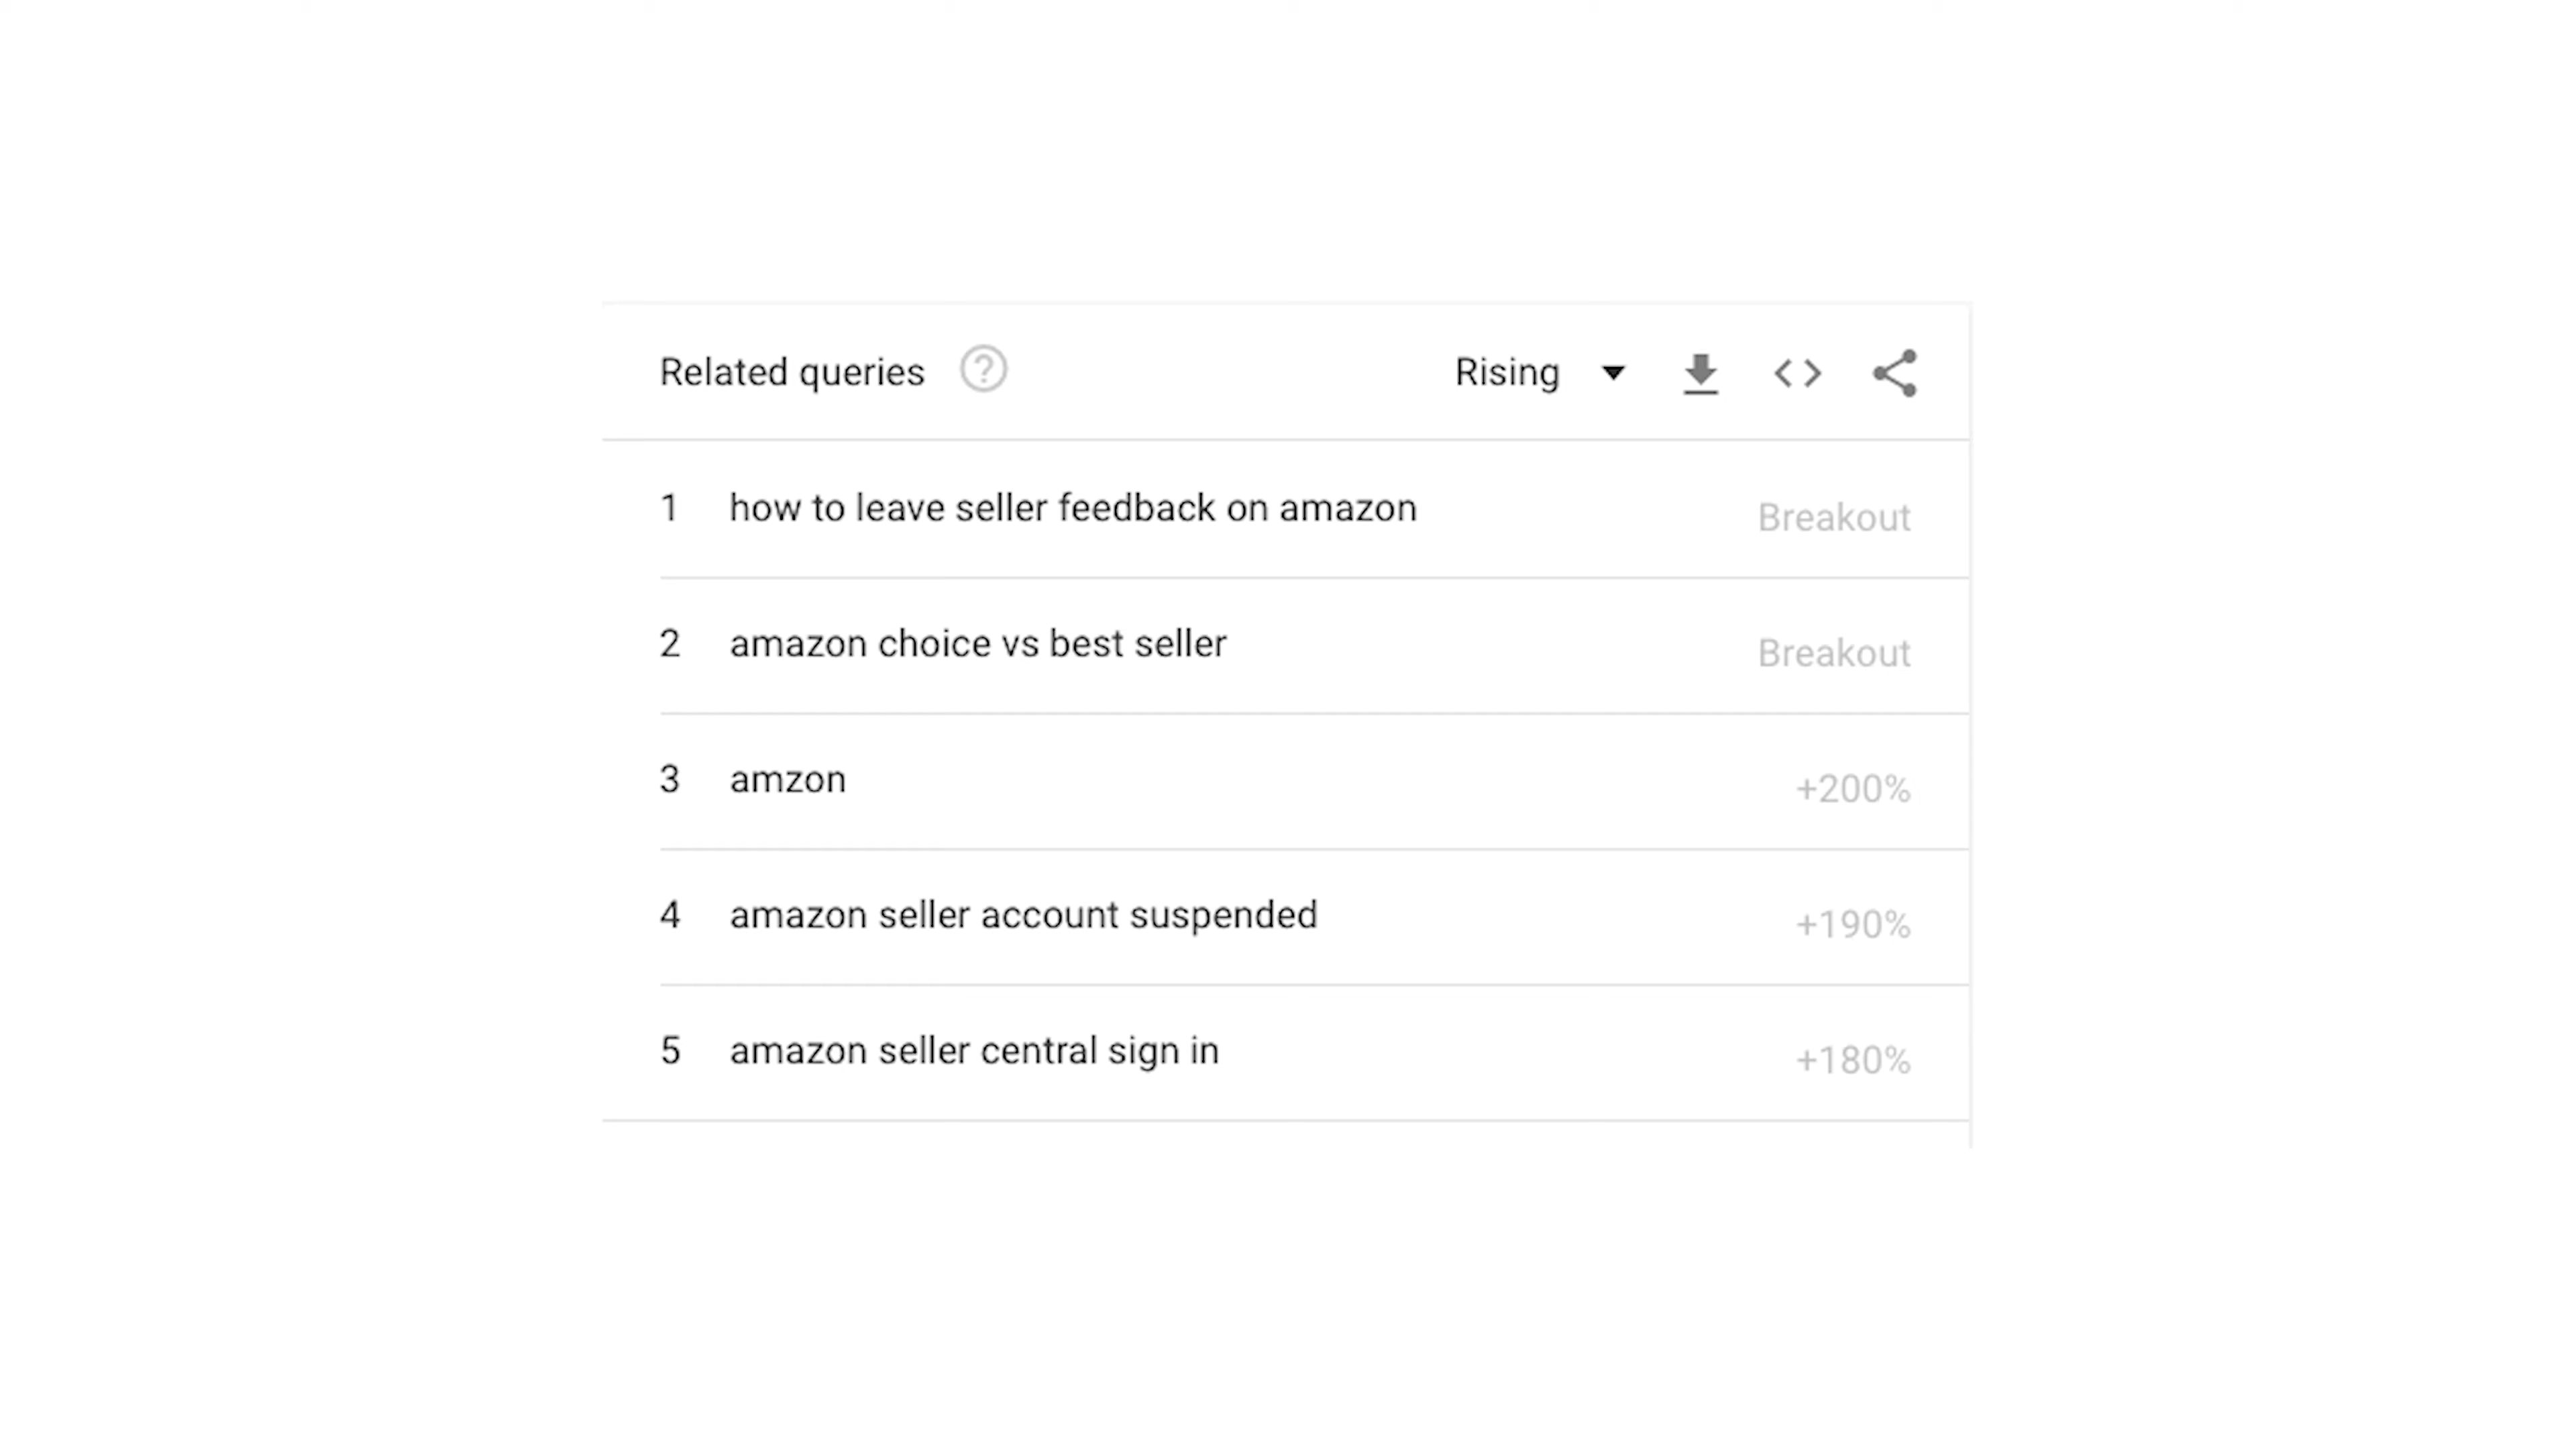 Related queries ? Rising
1 how to leave seller feedback on amazon Breakout
2 amazon choice vs best seller Breakout
3 amzon +200%
4 amazon seller account suspended +190%
5 amazon seller central sign in +180%